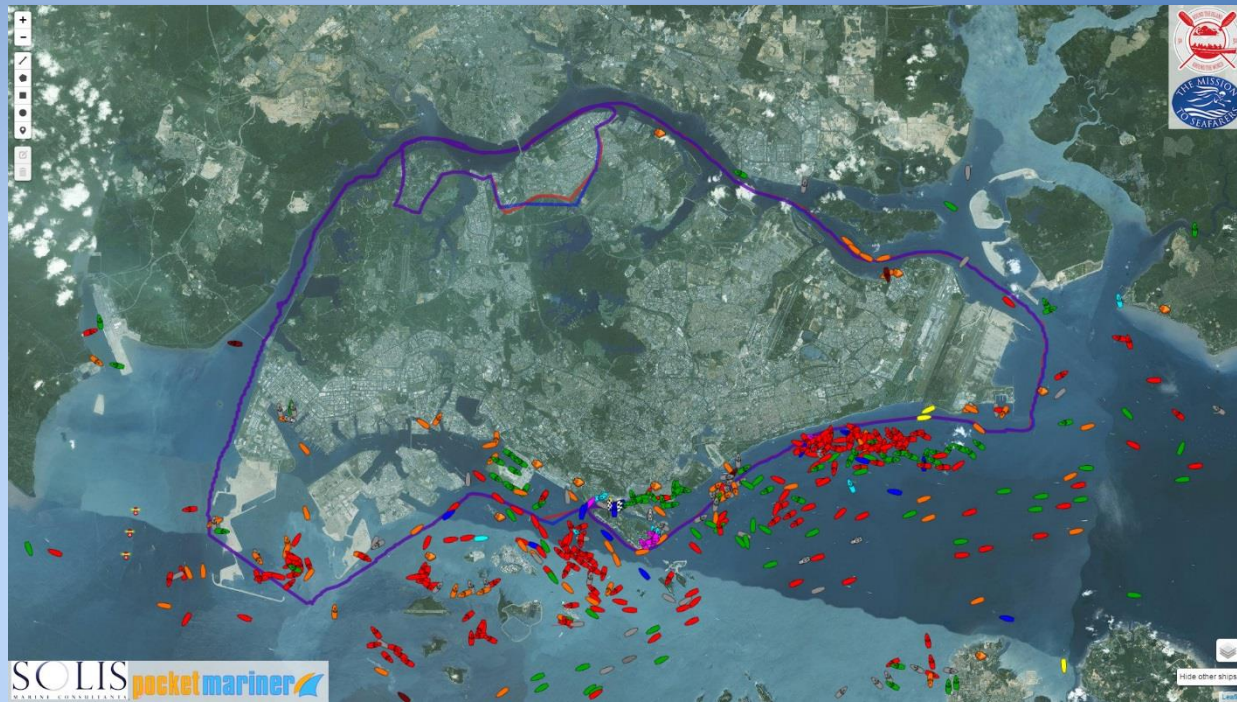 +
−
THE MISSION
TO SEAFARERS
SOLIS
MARINE CONSULTANTS
pocketmariner
Hide other ships